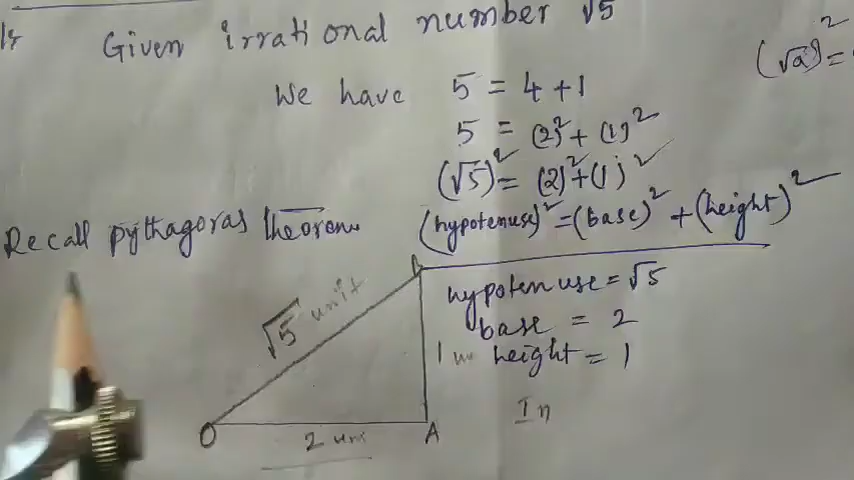 Given irrational number √5
(√a)² =
We have 5 = 4 + 1
5 = (2)² + (1)²
(√5)² = (2)² + (1)²
Recall pythagoras theorem (hypotenuse)² = (base)² + (height)²
B
√5 unit
hypotenuse = √5
base = 2
1 height = 1
In
O 2 uni A